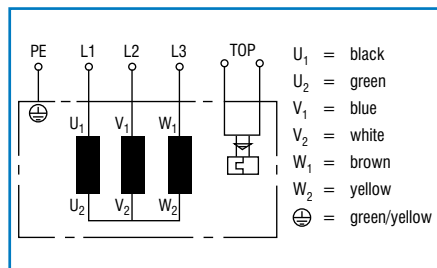 PE L1 L2 L3 TOP
U₁ V₁ W₁
U₂ V₂ W₂
U₁ = black
U₂ = green
V₁ = blue
V₂ = white
W₁ = brown
W₂ = yellow
⏚ = green/yellow